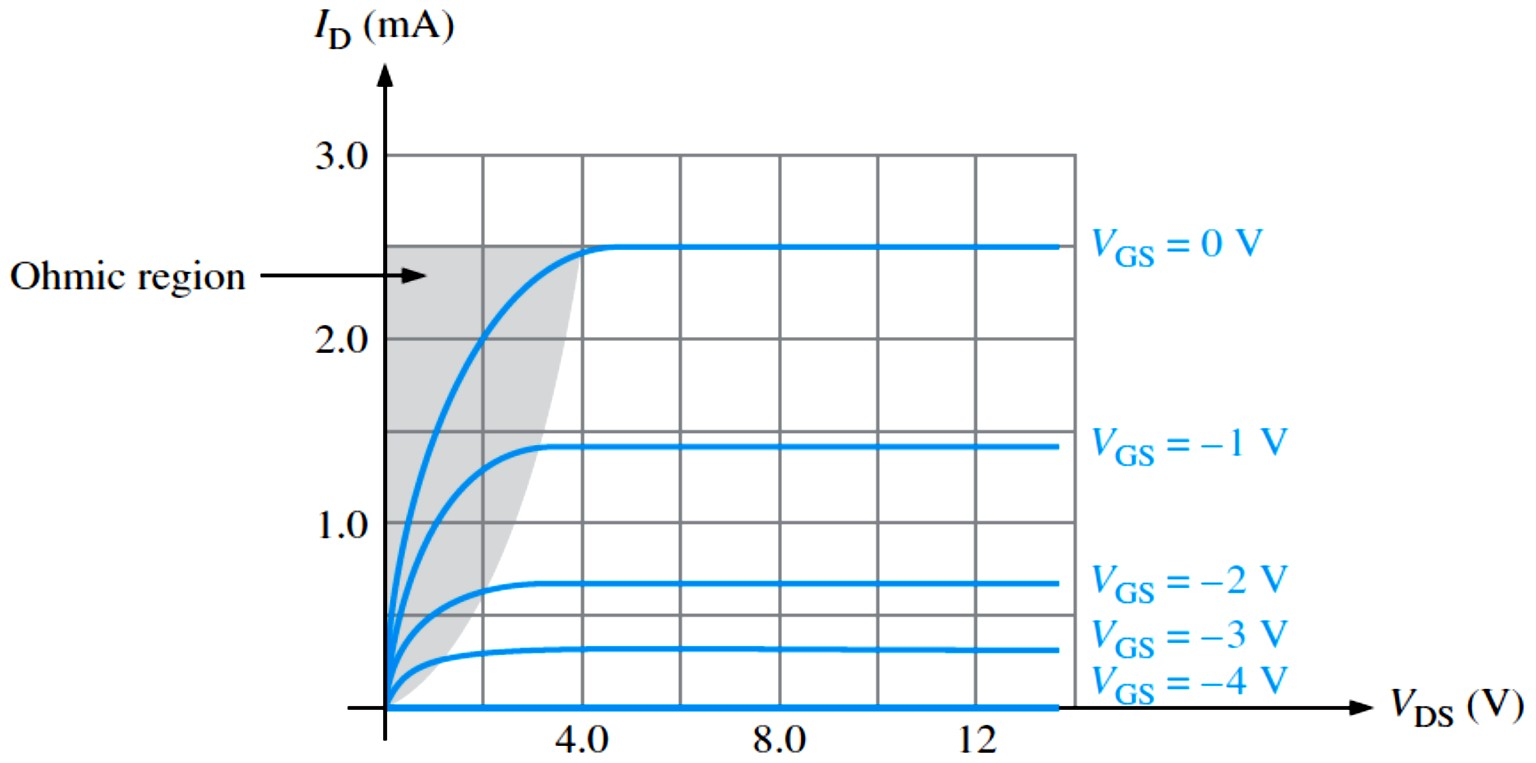 I_D (mA)
3.0
V_GS = 0 V
Ohmic region
2.0
V_GS = −1 V
1.0
V_GS = −2 V
V_GS = −3 V
V_GS = −4 V
V_DS (V)
4.0 8.0 12